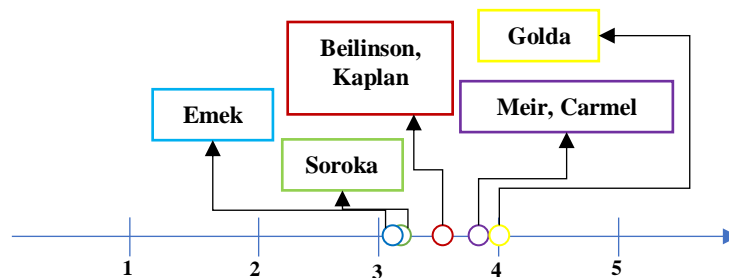 Golda
Beilinson,
Kaplan
Emek
Meir, Carmel
Soroka
1 2 3 4 5